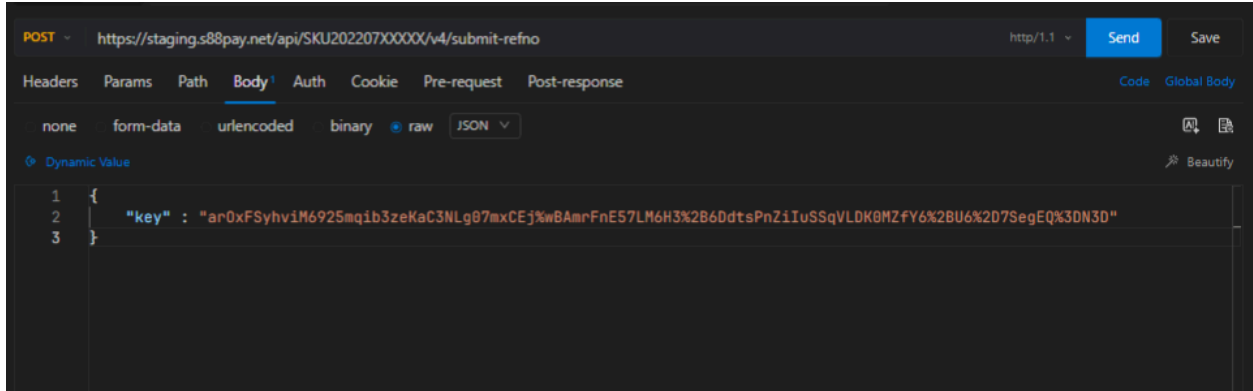 POST https://staging.s88pay.net/api/SKU202207XXXXX/v4/submit-refno http/1.1 Send Save
Headers Params Path Body 1 Auth Cookie Pre-request Post-response Code Global Body
none form-data urlencoded binary raw JSON
Dynamic Value Beautify
1 {
2 "key" : "arOxFSyhviM6925mqib3zeKaC3NLg07mxCEj%wBAmrFnE57LM6H3%2B6DdtsPnZiIuSSqVLDK0MZfY6%2BU6%2D7SegEQ%3DN3D"
3 }